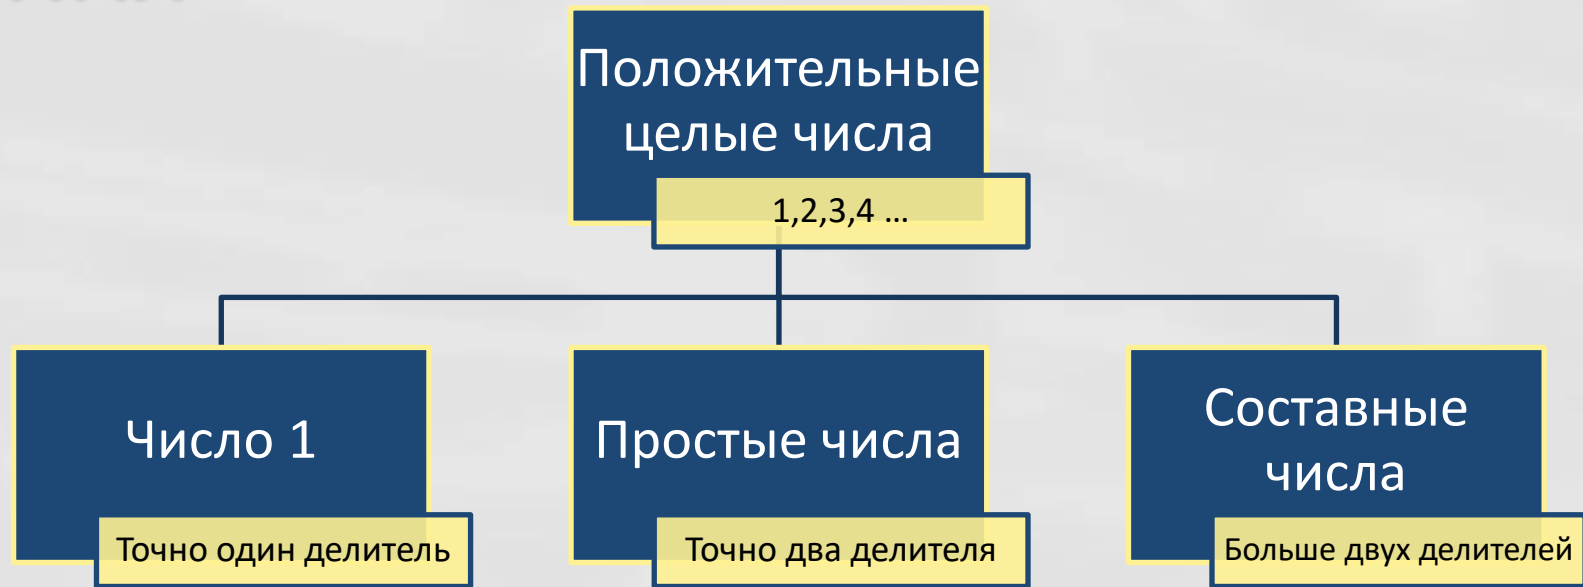 Положительные
целые числа
1,2,3,4 ...
Число 1
Точно один делитель
Простые числа
Точно два делителя
Составные
числа
Больше двух делителей